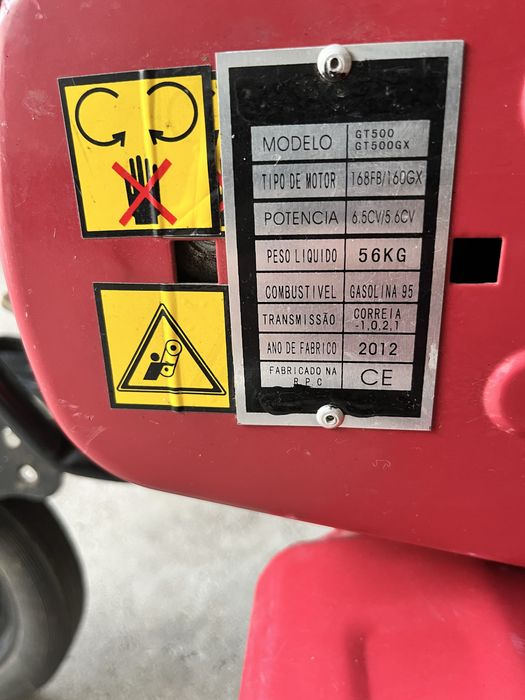 MODELO GT500
GT500GX
TIPO DE MOTOR 168FB/160GX
POTENCIA 6.5CV/5.6CV
PESO LIQUIDO 56KG
COMBUSTIVEL GASOLINA 95
TRANSMISSÃO CORREIA
-1,0,2,1
ANO DE FABRICO 2012
FABRICADO NA CE
R.P.C